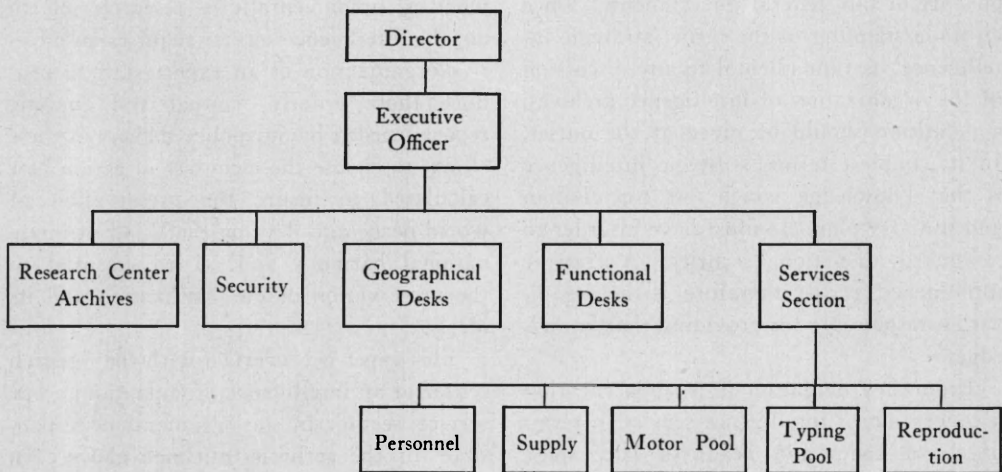 Director
Executive
Officer
Research Center
Archives
Security
Geographical
Desks
Functional
Desks
Services
Section
Personnel
Supply
Motor Pool
Typing
Pool
Reproduc-
tion